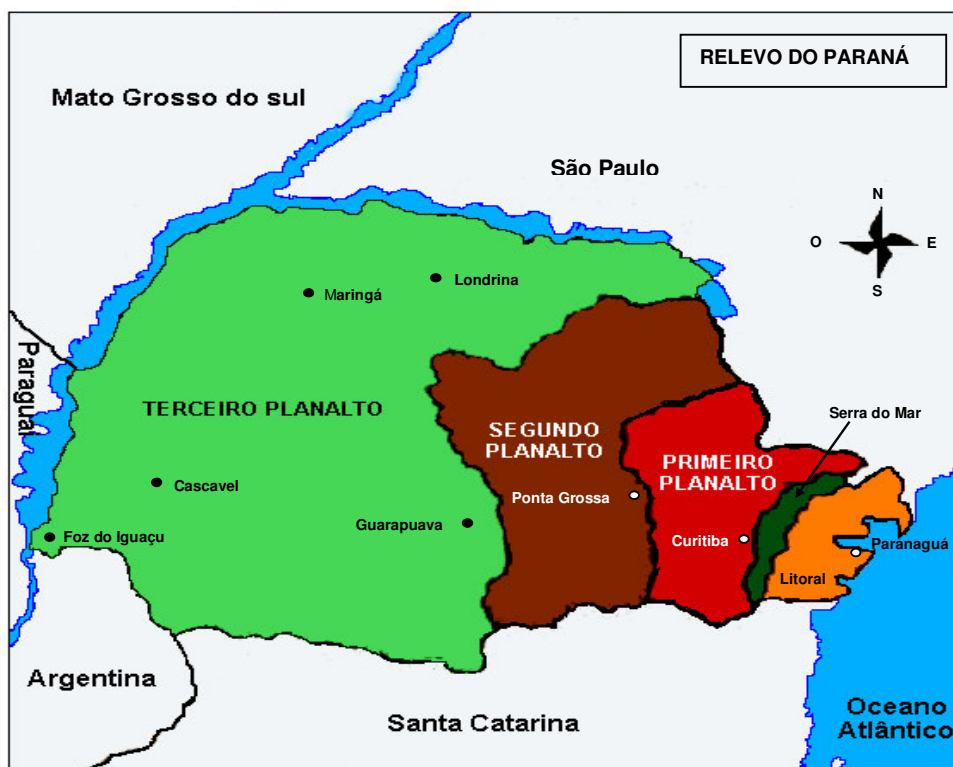 RELEVO DO PARANÁ
Mato Grosso do sul
São Paulo
N
O
E
S
Londrina
Maringá
Paraguai
TERCEIRO PLANALTO
SEGUNDO
PLANALTO
Serra do Mar
PRIMEIRO
PLANALTO
Cascavel
Ponta Grossa
Guarapuava
Foz do Iguaçu
Curitiba
Paranaguá
Litoral
Argentina
Santa Catarina
Oceano
Atlântico